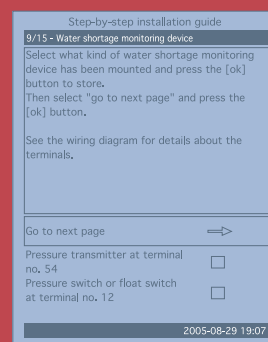 Step-by-step installation guide
9/15 - Water shortage monitoring device
Select what kind of water shortage monitoring
device has been mounted and press the [ok]
button to store.
Then select "go to next page" and press the
[ok] button.
See the wiring diagram for details about the
terminals.
Go to next page
Pressure transmitter at terminal
no. 54
Pressure switch or float switch
at terminal no. 12
2005-08-29 19:07